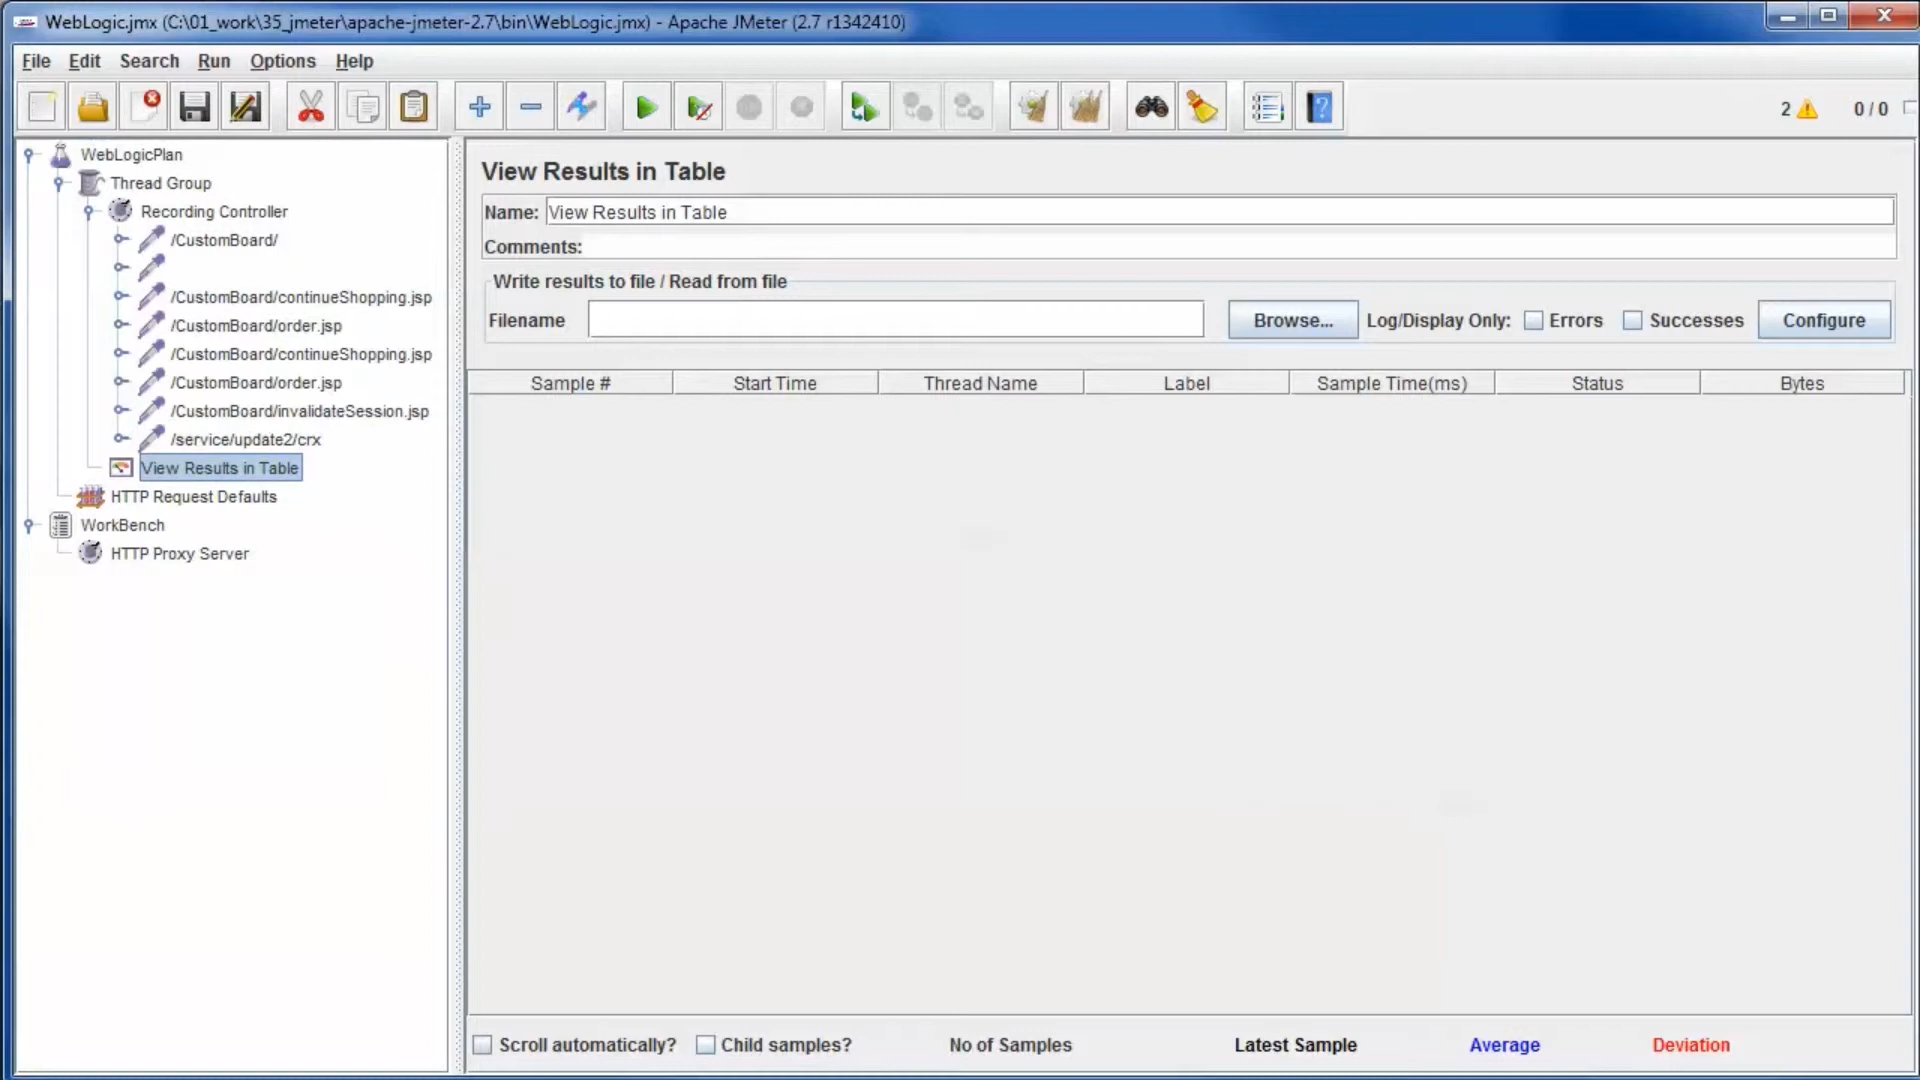 WebLogic.jmx (C:\01_work\35_jmeter\apache-jmeter-2.7\bin\WebLogic.jmx) - Apache JMeter (2.7 r1342410)
File Edit Search Run Options Help
2 0 / 0
WebLogicPlan
Thread Group
Recording Controller
/CustomBoard/
/CustomBoard/continueShopping.jsp
/CustomBoard/order.jsp
/CustomBoard/continueShopping.jsp
/CustomBoard/order.jsp
/CustomBoard/invalidateSession.jsp
/service/update2/crx
View Results in Table
HTTP Request Defaults
WorkBench
HTTP Proxy Server
View Results in Table
Name: View Results in Table
Comments:
Write results to file / Read from file
Filename Browse... Log/Display Only: Errors Successes Configure
Sample # Start Time Thread Name Label Sample Time(ms) Status Bytes
Scroll automatically? Child samples? No of Samples Latest Sample Average Deviation